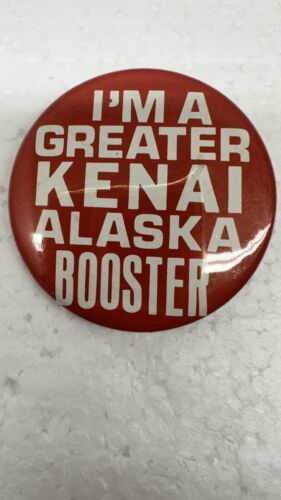 I'M A
GREATER
KENAI
ALASKA
BOOSTER